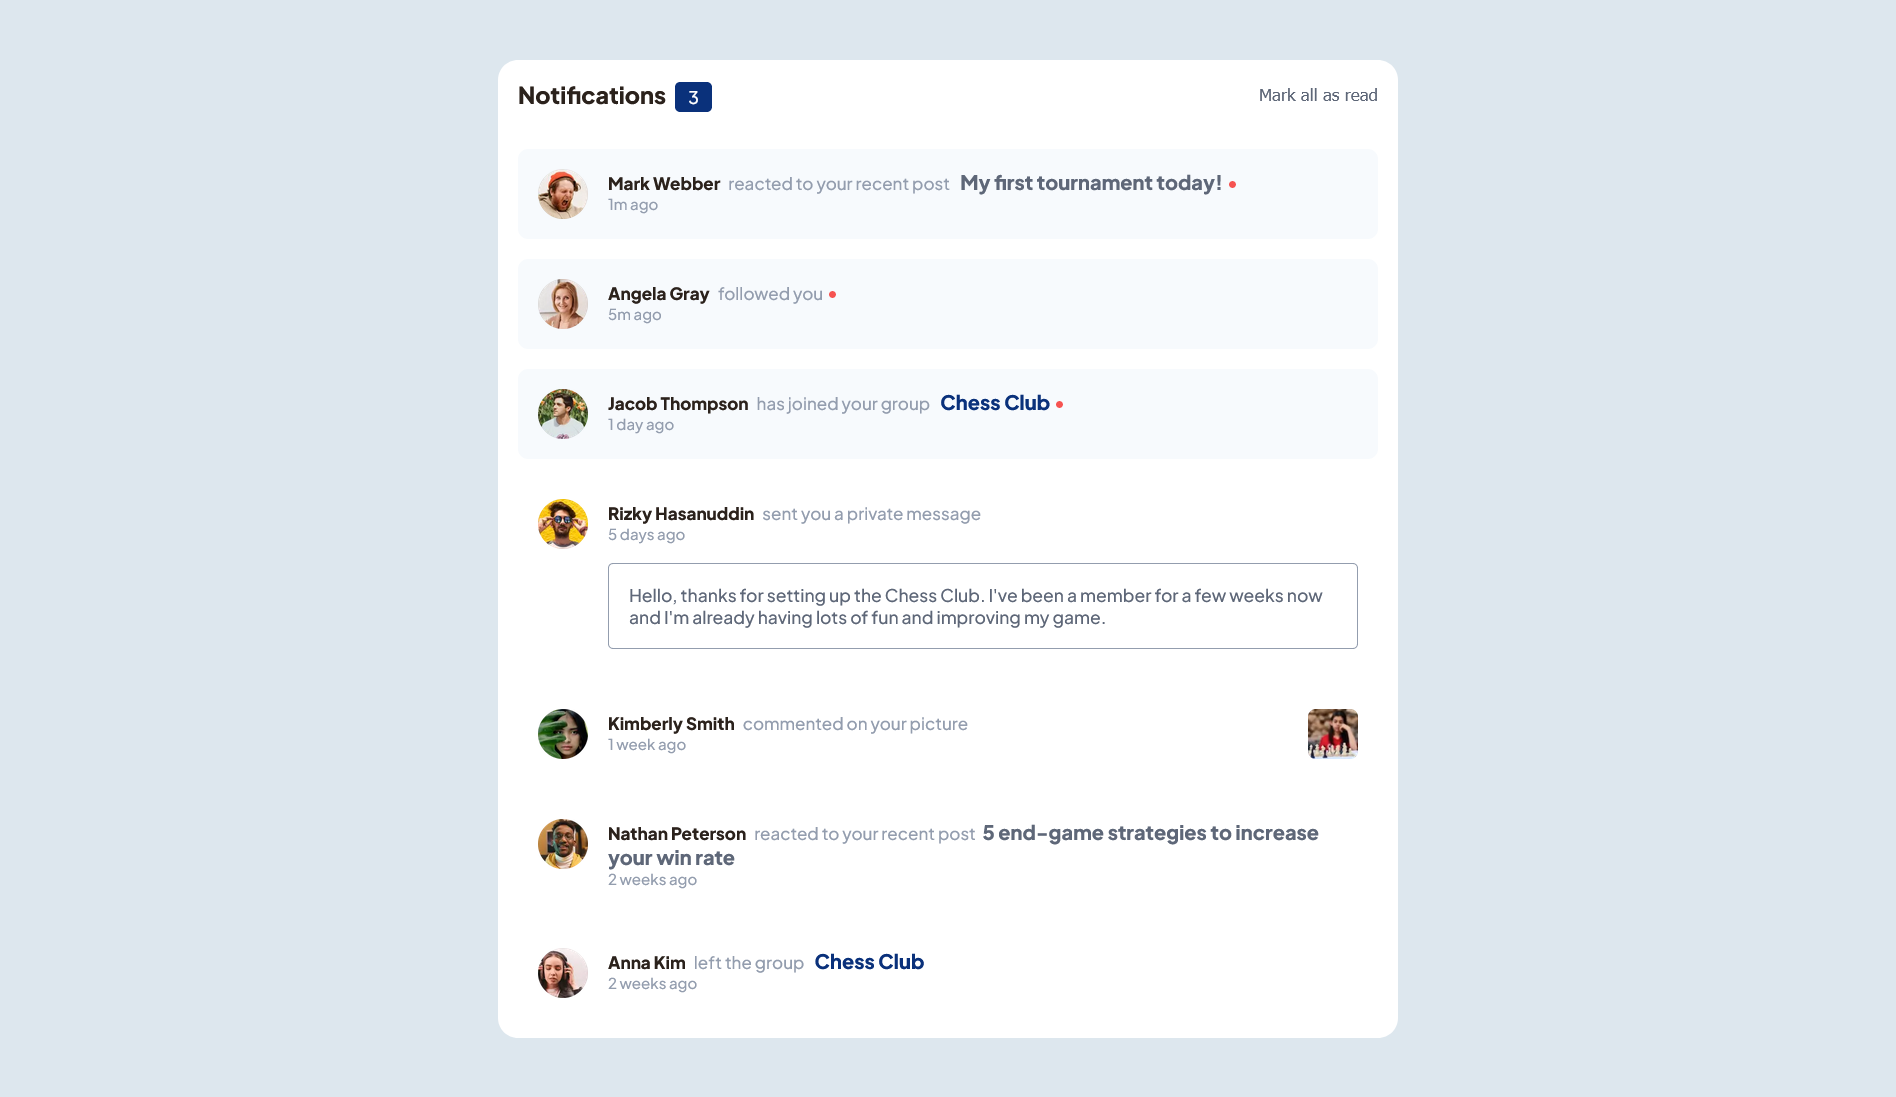 Notifications 3 Mark all as read
Mark Webber reacted to your recent post My first tournament today!
1m ago
Angela Gray followed you
5m ago
Jacob Thompson has joined your group Chess Club
1 day ago
Rizky Hasanuddin sent you a private message
5 days ago
Hello, thanks for setting up the Chess Club. I've been a member for a few weeks now
and I'm already having lots of fun and improving my game.
Kimberly Smith commented on your picture
1 week ago
Nathan Peterson reacted to your recent post 5 end-game strategies to increase
your win rate
2 weeks ago
Anna Kim left the group Chess Club
2 weeks ago